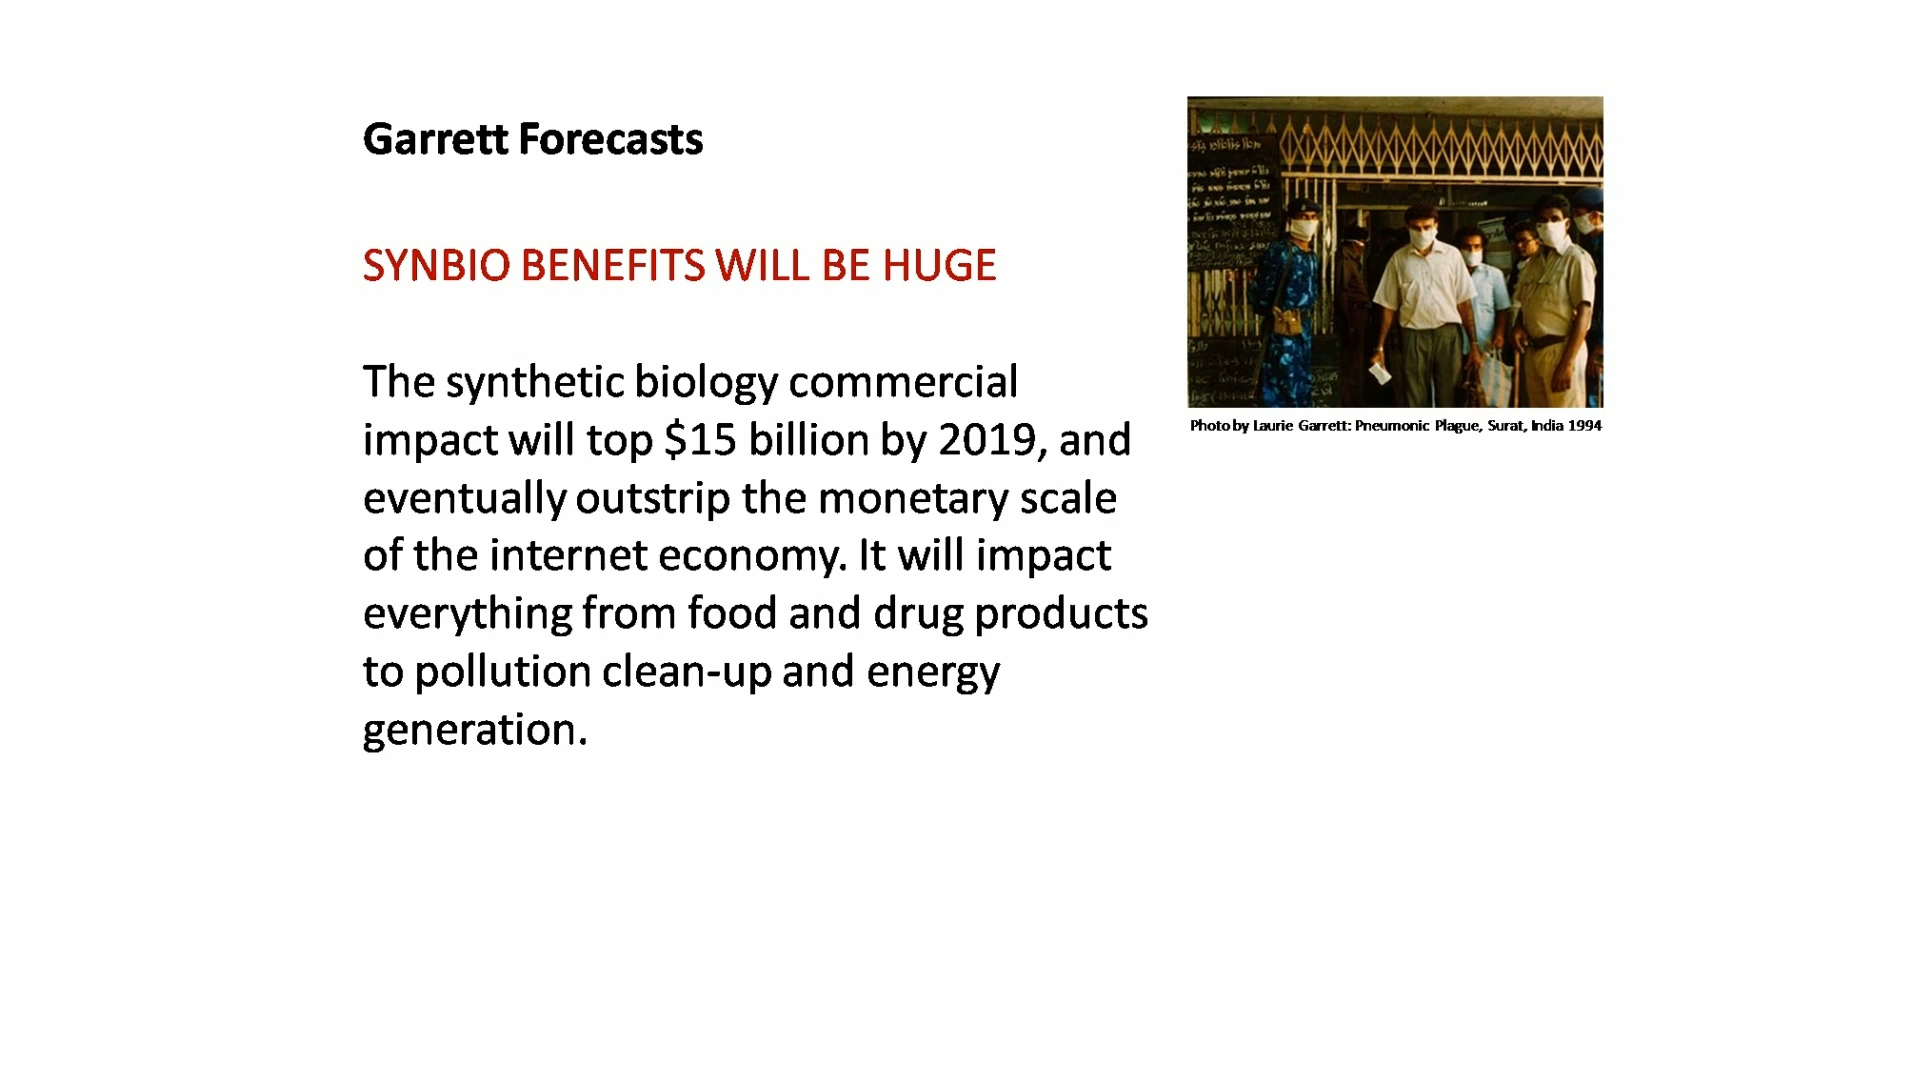 Garrett Forecasts
SYNBIO BENEFITS WILL BE HUGE
The synthetic biology commercial
impact will top $15 billion by 2019, and
eventually outstrip the monetary scale
of the internet economy. It will impact
everything from food and drug products
to pollution clean-up and energy
generation.
Photo by Laurie Garrett: Pneumonic Plague, Surat, India 1994